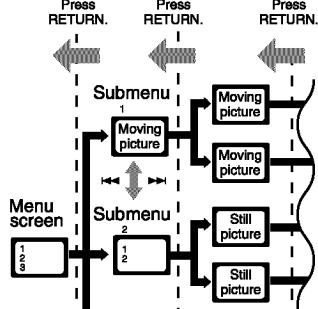 Press
RETURN.
Press
RETURN.
Press
RETURN.
Submenu
1
Moving
picture
Moving
picture
Moving
picture
Menu
screen
1
2
3
Submenu
2
1
2
Still
picture
Still
picture